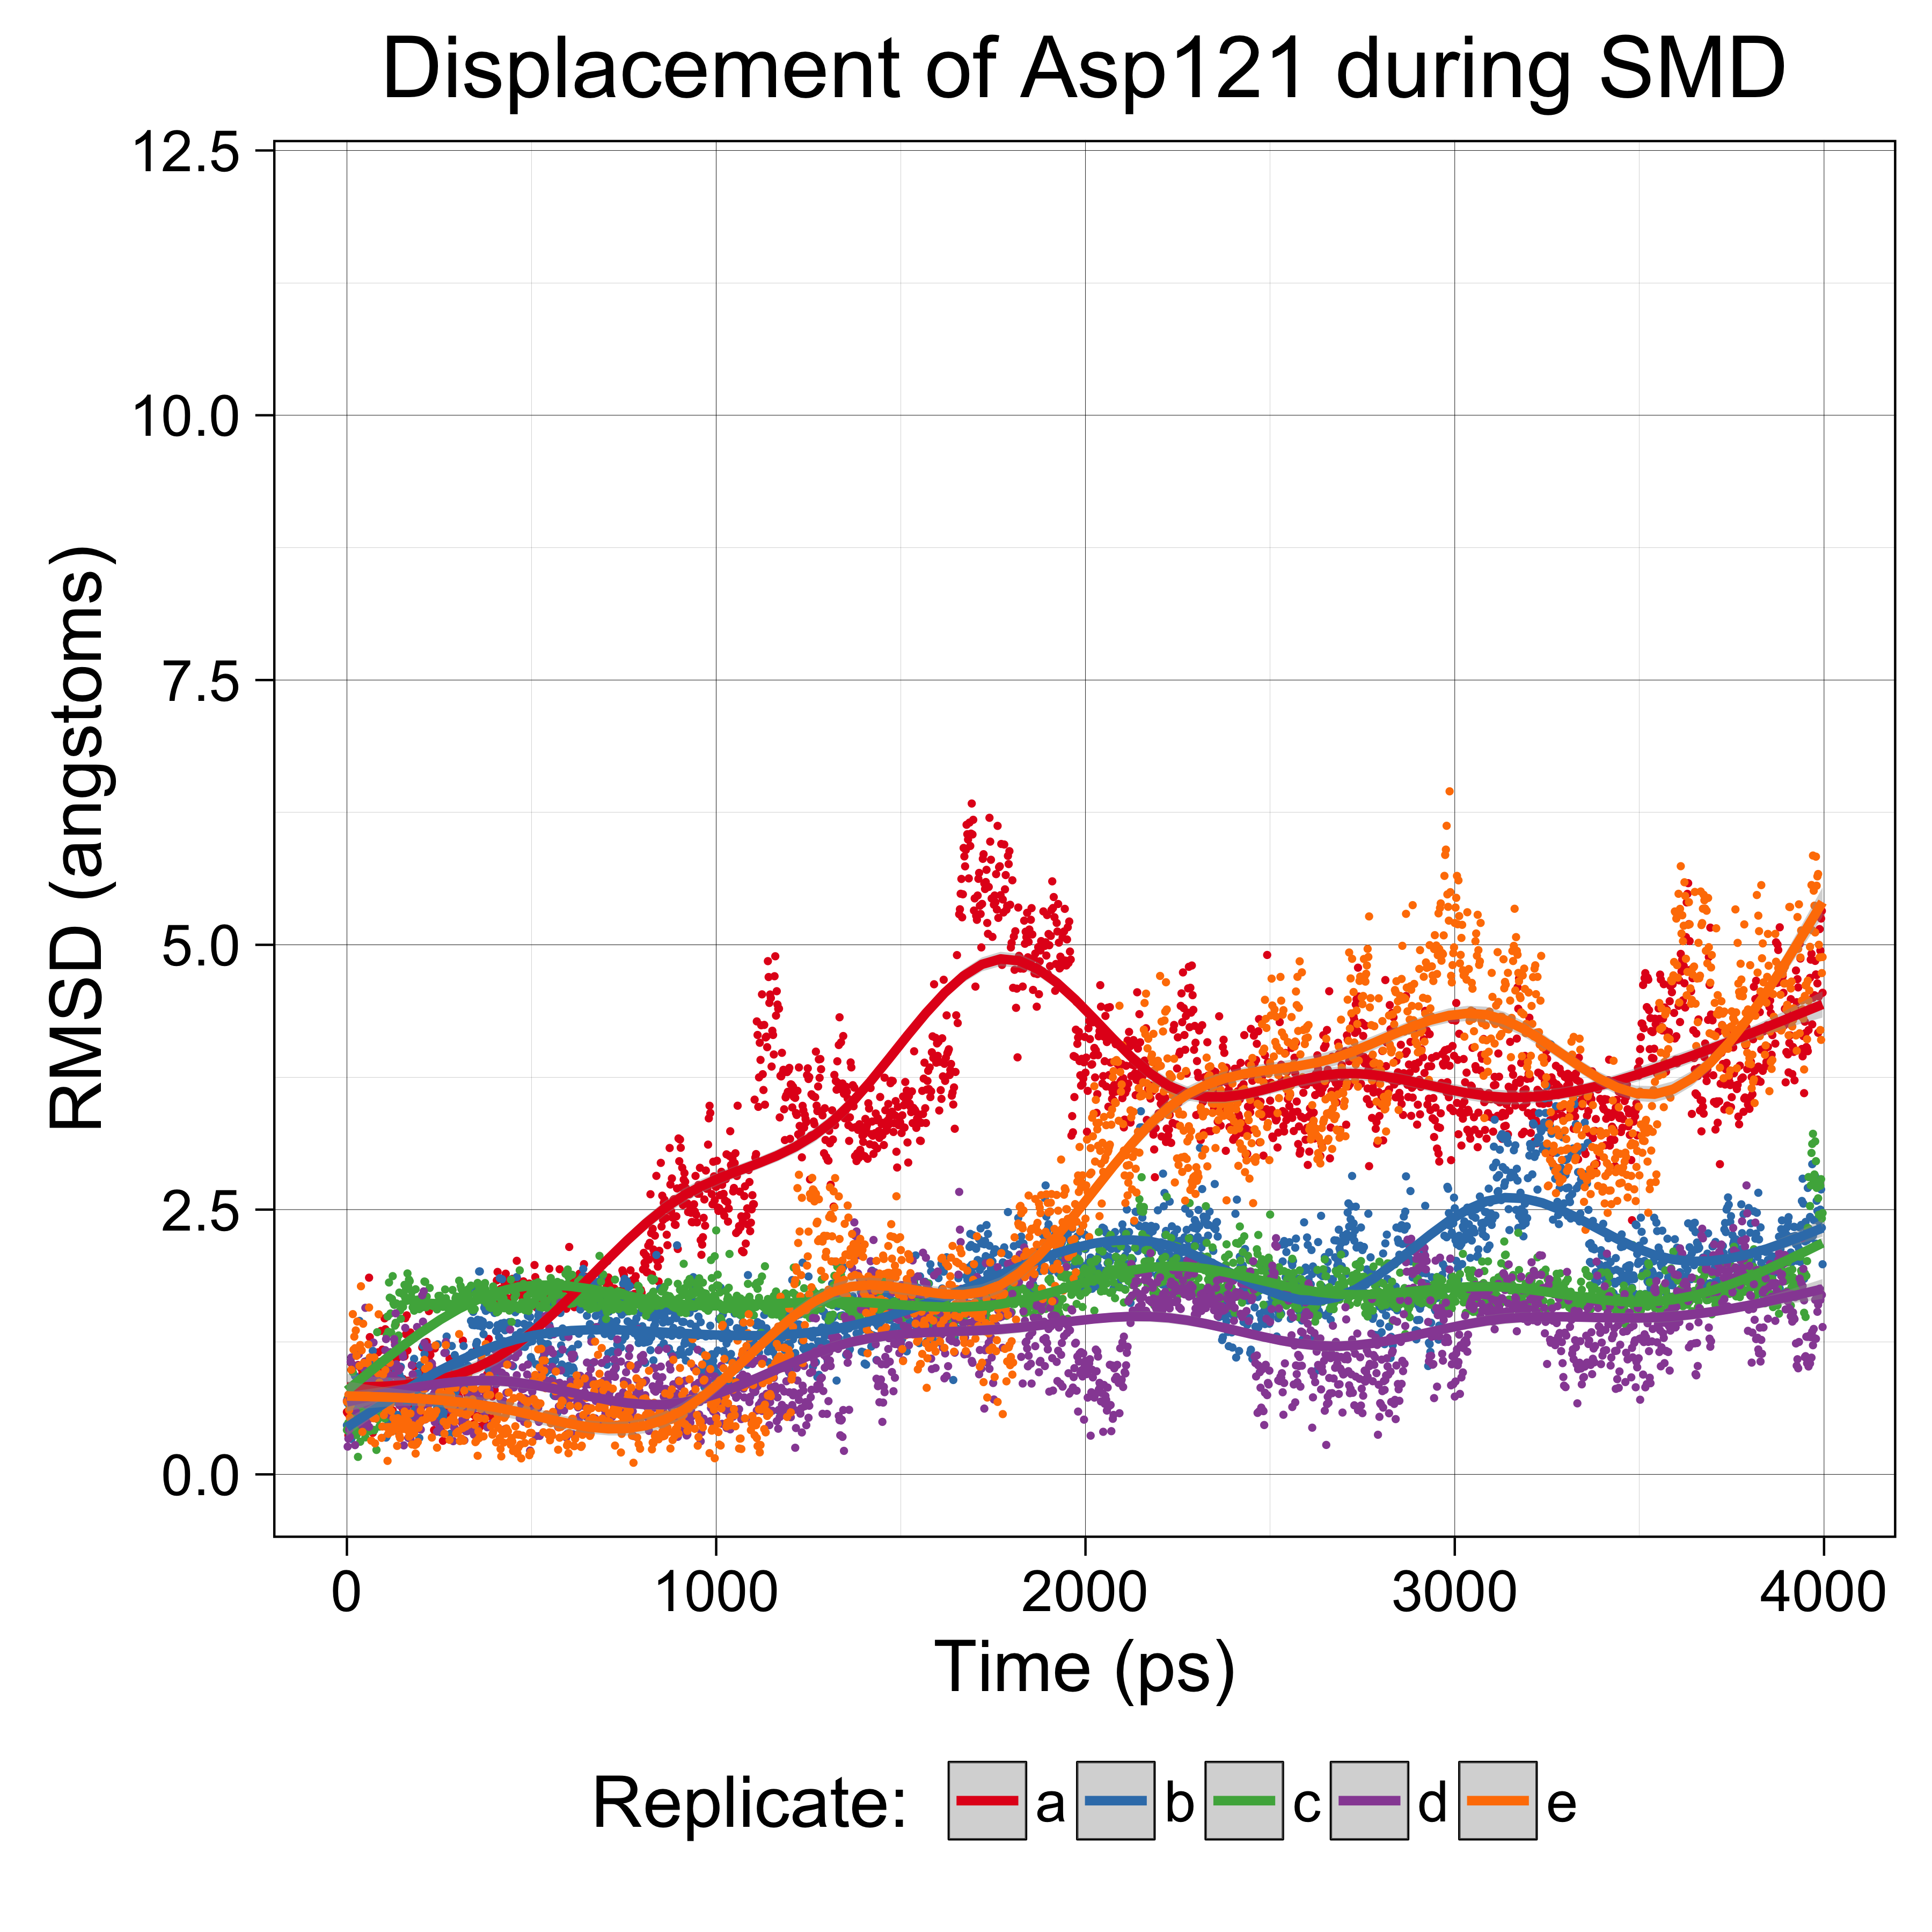 Displacement of Asp121 during SMD
12.5
10.0
7.5
5.0
2.5
0.0
RMSD (angstoms)
0 1000 2000 3000 4000
Time (ps)
Replicate: a b c d e